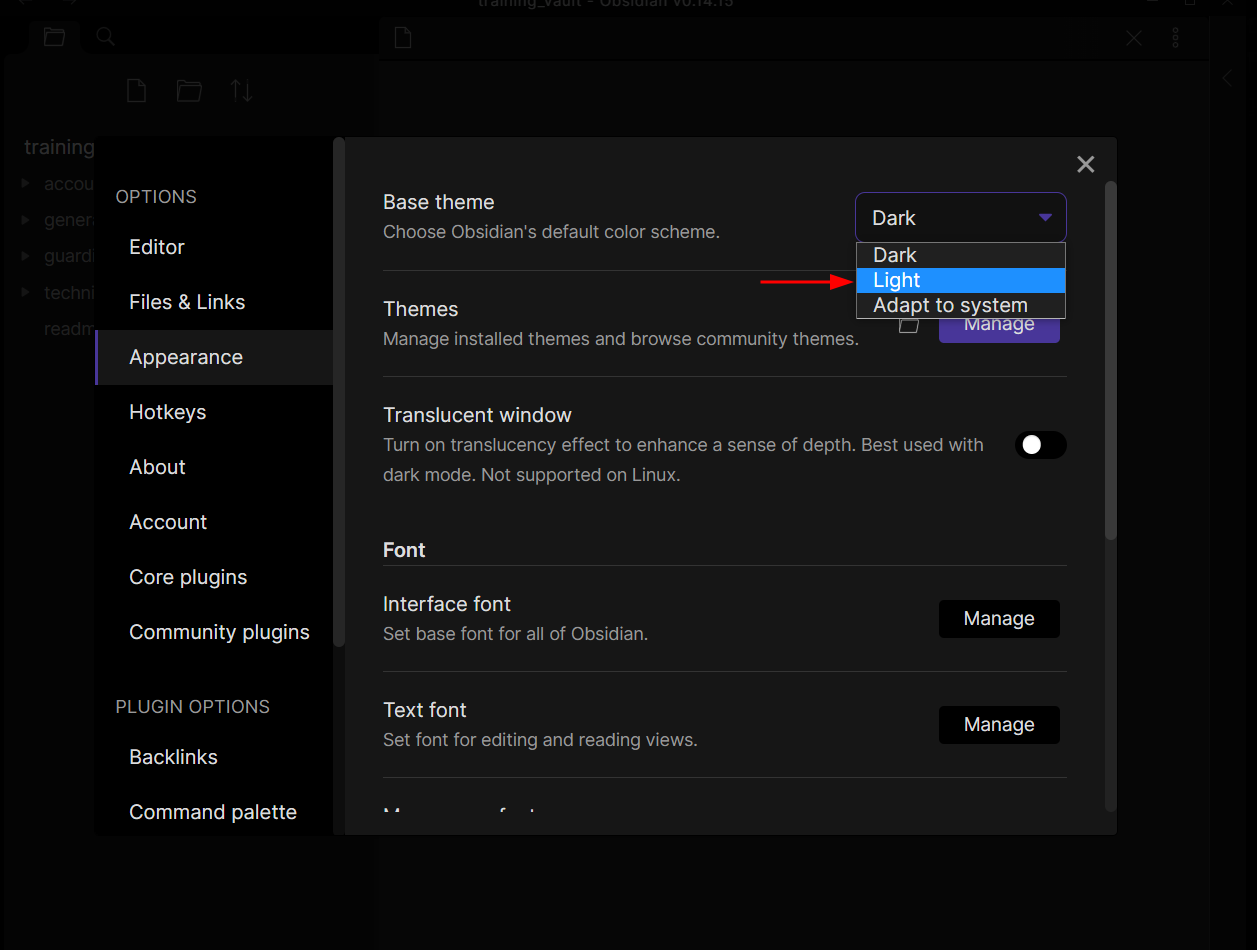 training_vault - Obsidian v0.14.15
training
accou
genera
guardi
techni
readm
OPTIONS
Editor
Files & Links
Appearance
Hotkeys
About
Account
Core plugins
Community plugins
PLUGIN OPTIONS
Backlinks
Command palette
Base theme
Choose Obsidian's default color scheme.
Dark
Dark
Light
Adapt to system
Themes
Manage installed themes and browse community themes.
Manage
Translucent window
Turn on translucency effect to enhance a sense of depth. Best used with
dark mode. Not supported on Linux.
Font
Interface font
Set base font for all of Obsidian.
Manage
Text font
Set font for editing and reading views.
Manage